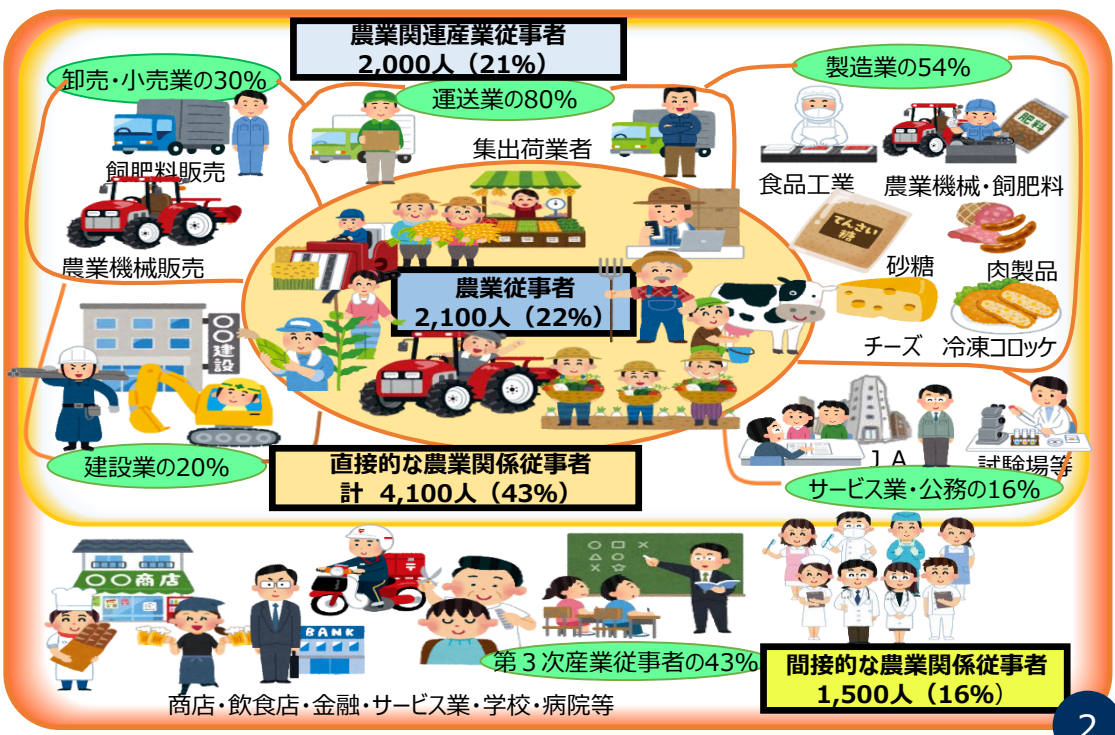 農業関連産業従事者
2,000人（21%）
卸売・小売業の30%
運送業の80%
製造業の54%
集出荷業者
飼肥料販売
農業機械販売
肥料
食品工業
農業機械・飼肥料
てんさい
糖
砂糖
肉製品
チーズ
冷凍コロッケ
農業従事者
2,100人（22%）
〇〇建設
建設業の20%
直接的な農業関係従事者
計 4,100人（43%）
ＪＡ
試験場等
サービス業・公務の16%
〇〇商店
BANK
第３次産業従事者の43%
商店・飲食店・金融・サービス業・学校・病院等
間接的な農業関係従事者
1,500人（16%）
2